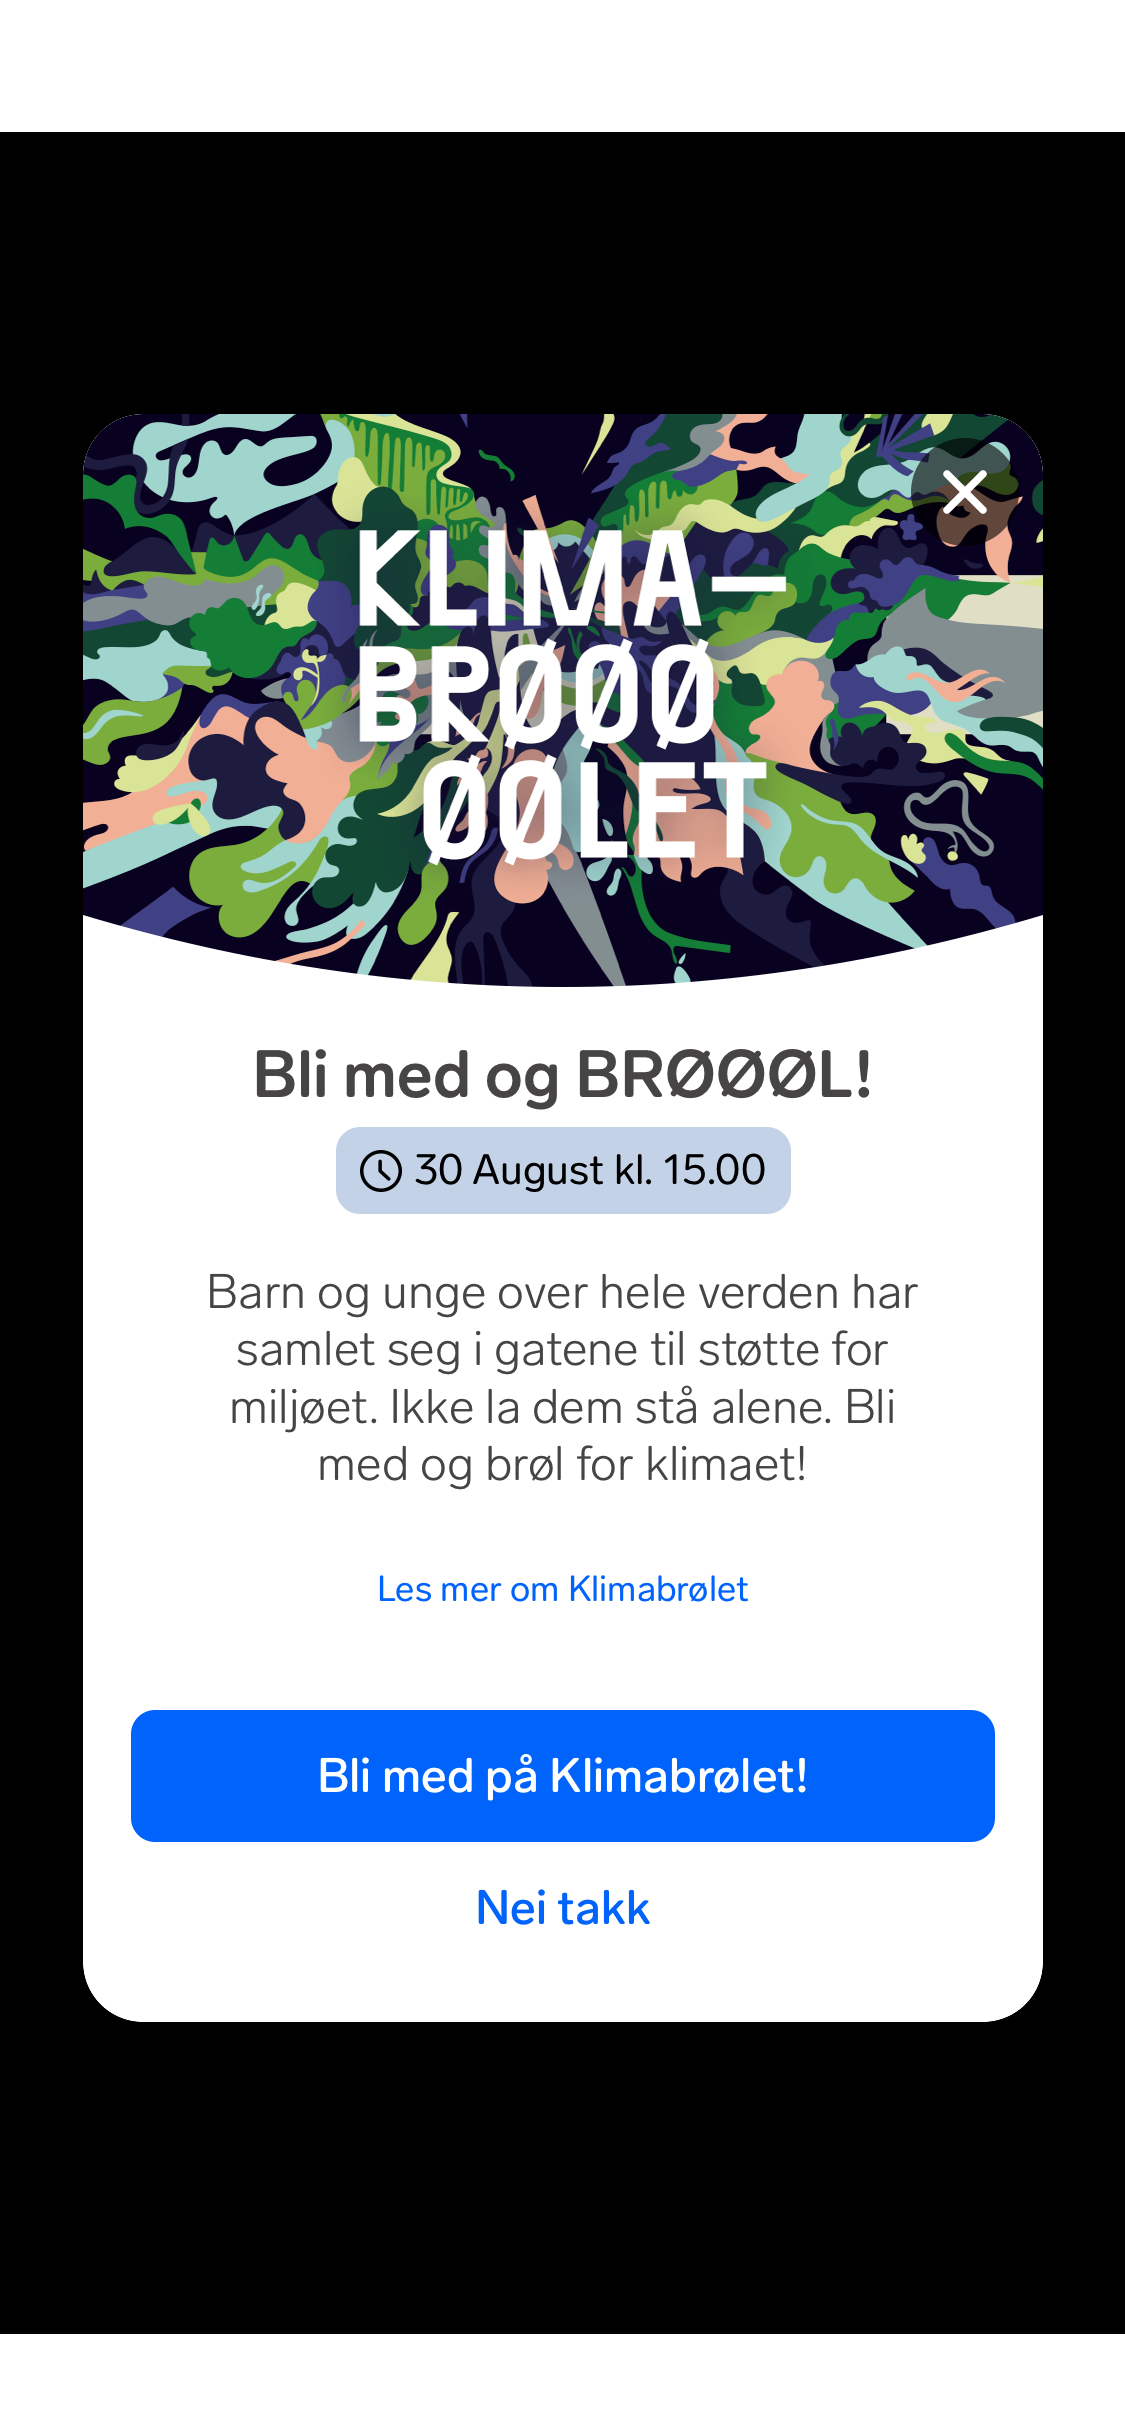 KLIMA—
BRØØØ
ØØLET
Bli med og BRØØØL!
30 August kl. 15.00
Barn og unge over hele verden har
samlet seg i gatene til støtte for
miljøet. Ikke la dem stå alene. Bli
med og brøl for klimaet!
Les mer om Klimabrølet
Bli med på Klimabrølet!
Nei takk